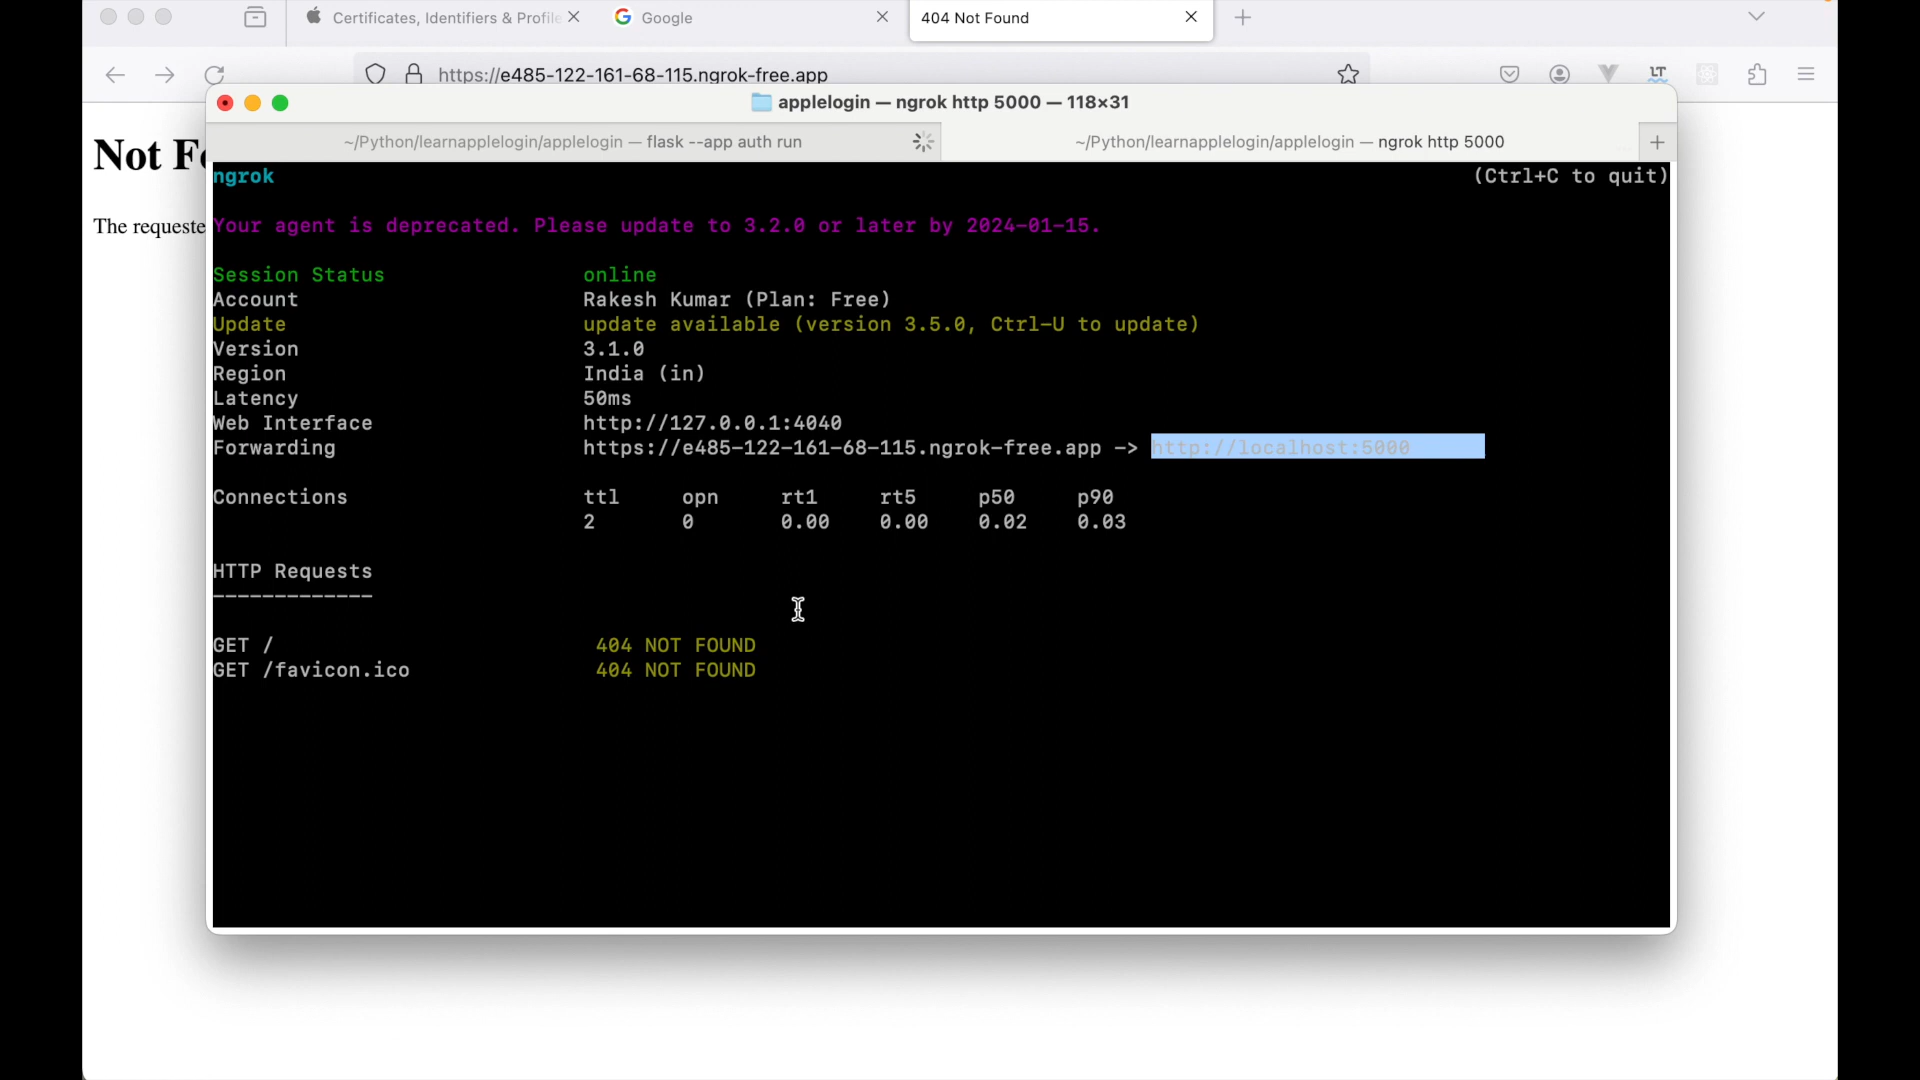 Certificates, Identifiers & Profile
Google
404 Not Found
https://e485-122-161-68-115.ngrok-free.app
LT
applelogin — ngrok http 5000 — 118×31
~/Python/learnapplelogin/applelogin — flask --app auth run
~/Python/learnapplelogin/applelogin — ngrok http 5000
Not Fo
The requeste
ngrok (Ctrl+C to quit)
Your agent is deprecated. Please update to 3.2.0 or later by 2024-01-15.
Session Status online
Account Rakesh Kumar (Plan: Free)
Update update available (version 3.5.0, Ctrl-U to update)
Version 3.1.0
Region India (in)
Latency 50ms
Web Interface http://127.0.0.1:4040
Forwarding https://e485-122-161-68-115.ngrok-free.app -> http://localhost:5000
Connections ttl opn rt1 rt5 p50 p90
2 0 0.00 0.00 0.02 0.03
HTTP Requests
-------------
GET / 404 NOT FOUND
GET /favicon.ico 404 NOT FOUND